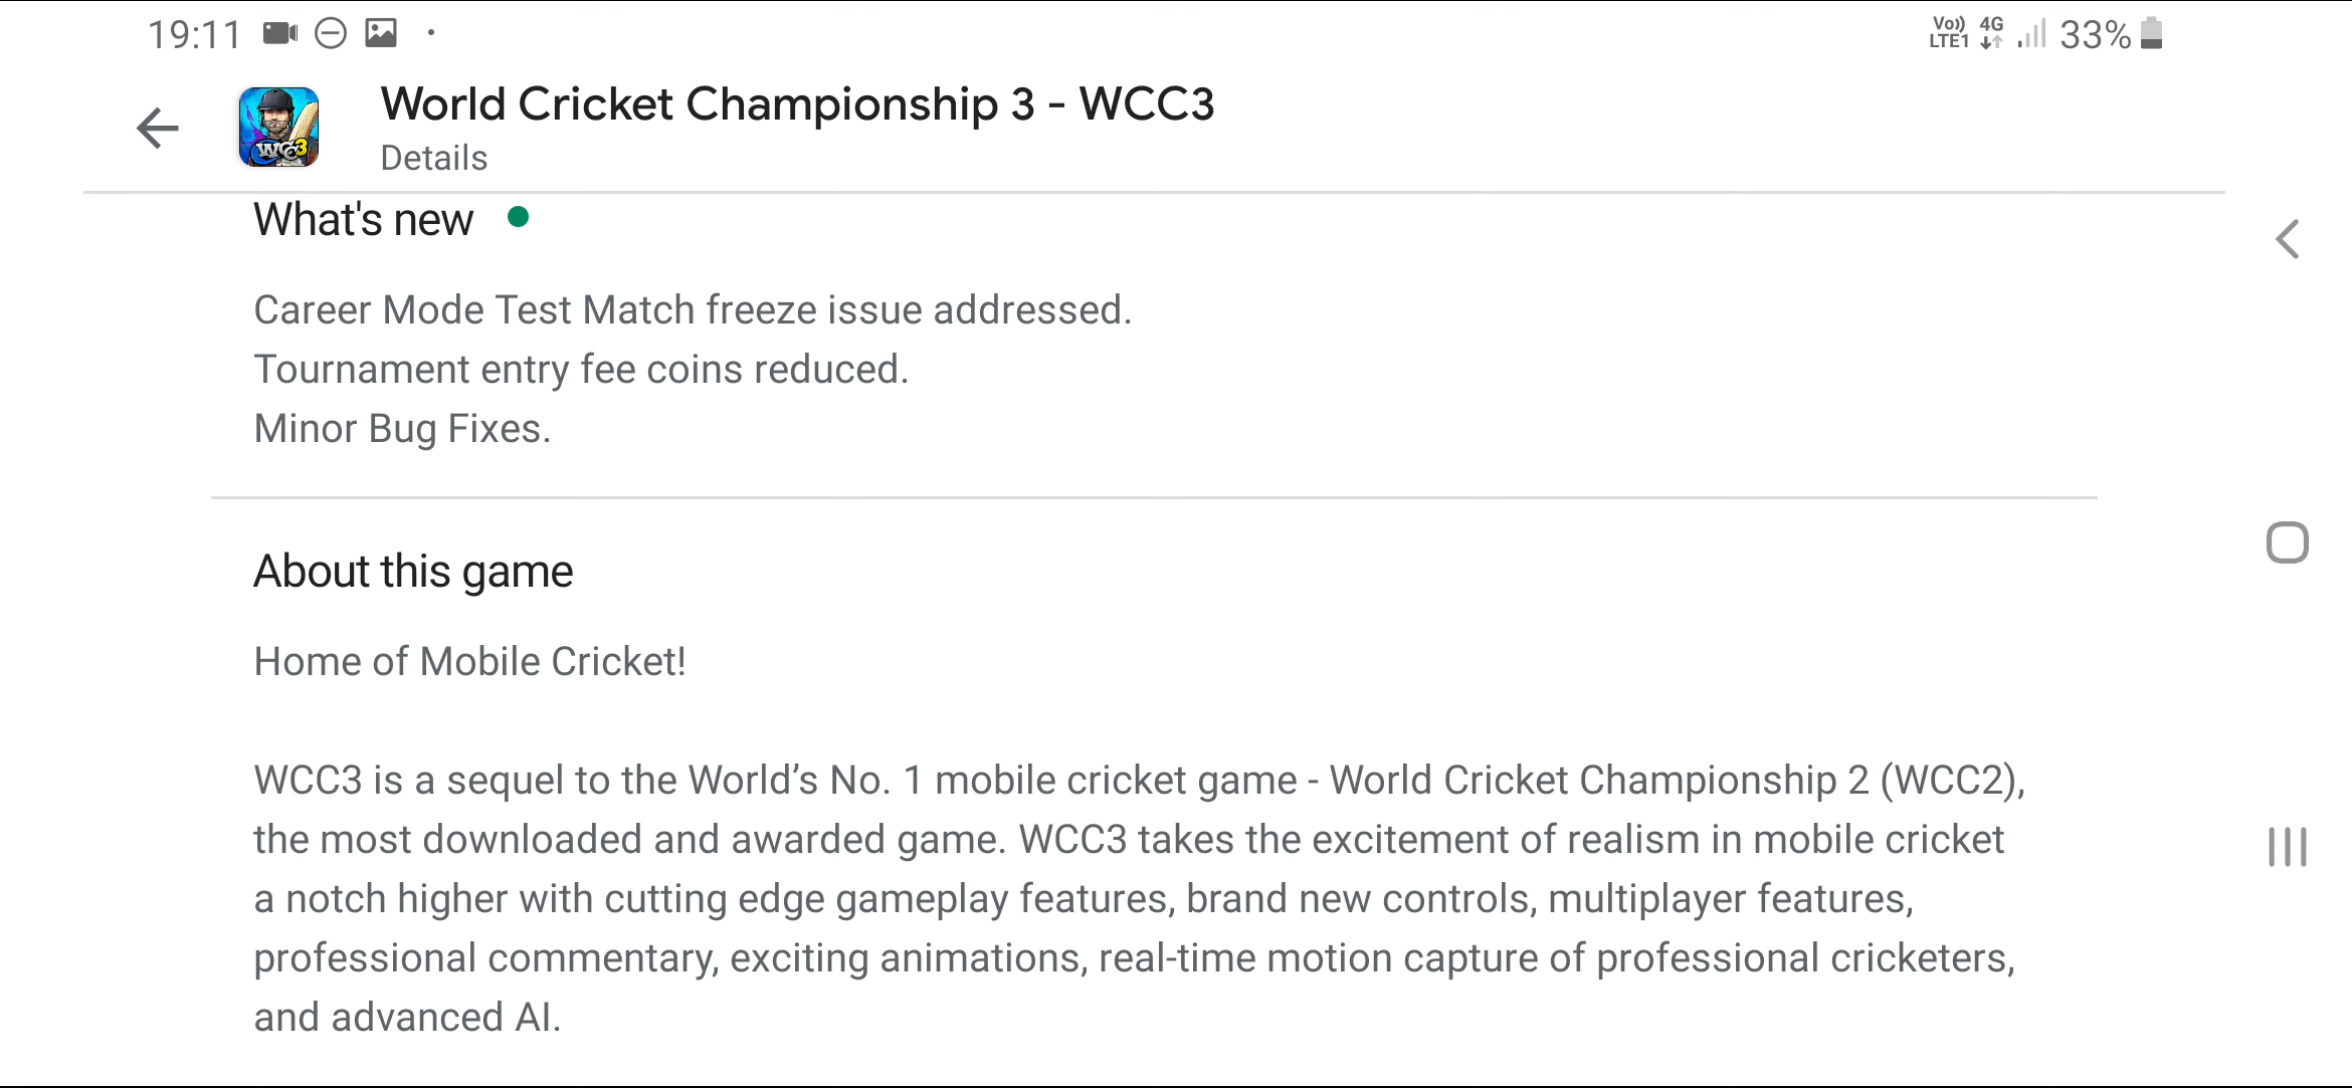 19:11
Vo)) 4G
LTE1
33%
World Cricket Championship 3 - WCC3
WCC3
Details
What's new
Career Mode Test Match freeze issue addressed.
Tournament entry fee coins reduced.
Minor Bug Fixes.
About this game
Home of Mobile Cricket!
WCC3 is a sequel to the World’s No. 1 mobile cricket game - World Cricket Championship 2 (WCC2),
the most downloaded and awarded game. WCC3 takes the excitement of realism in mobile cricket
a notch higher with cutting edge gameplay features, brand new controls, multiplayer features,
professional commentary, exciting animations, real-time motion capture of professional cricketers,
and advanced AI.